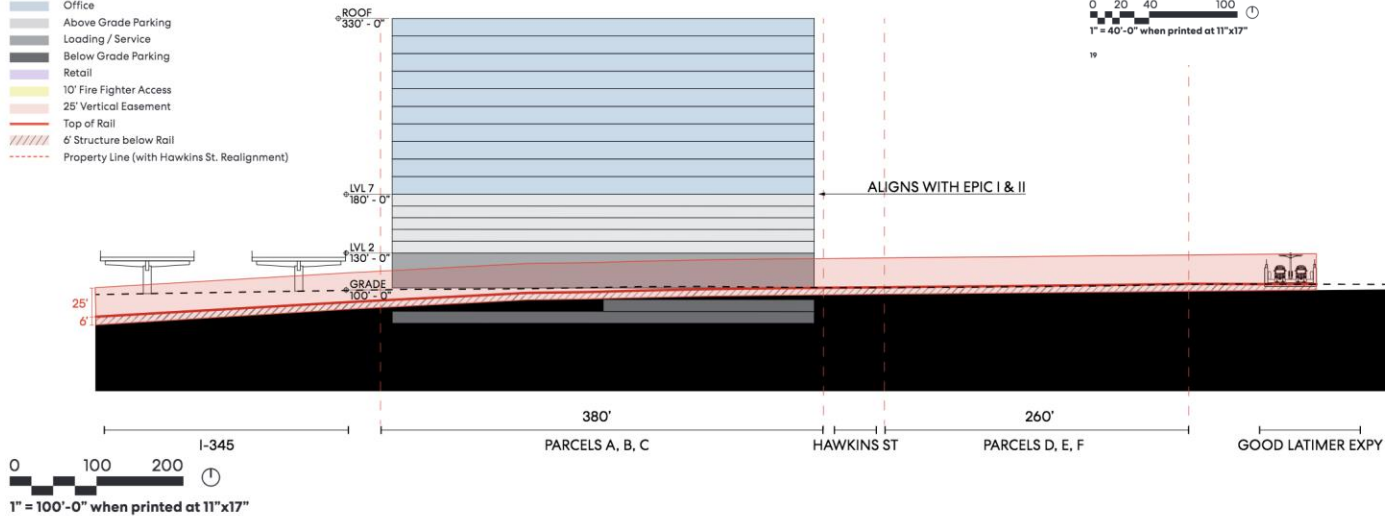 Office
Above Grade Parking
Loading / Service
Below Grade Parking
Retail
10' Fire Fighter Access
25' Vertical Easement
Top of Rail
6' Structure below Rail
Property Line (with Hawkins St. Realignment)
ROOF
330' - 0"
0 20 40 100
1" = 40'-0" when printed at 11"x17"
19
LVL 7
180' - 0"
ALIGNS WITH EPIC I & II
LVL 2
130' - 0"
GRADE
100' - 0"
25'
6'
380'
260'
I-345
PARCELS A, B, C
HAWKINS ST
PARCELS D, E, F
GOOD LATIMER EXPY
0 100 200
1" = 100'-0" when printed at 11"x17"